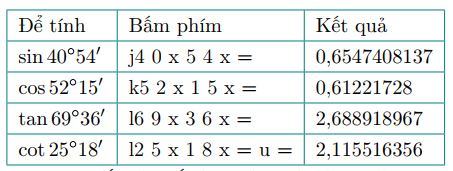 Để tính Bấm phím Kết quả
sin 40°54′ j4 0 x 5 4 x = 0,6547408137
cos 52°15′ k5 2 x 1 5 x = 0,61221728
tan 69°36′ l6 9 x 3 6 x = 2,688918967
cot 25°18′ l2 5 x 1 8 x = u = 2,115516356